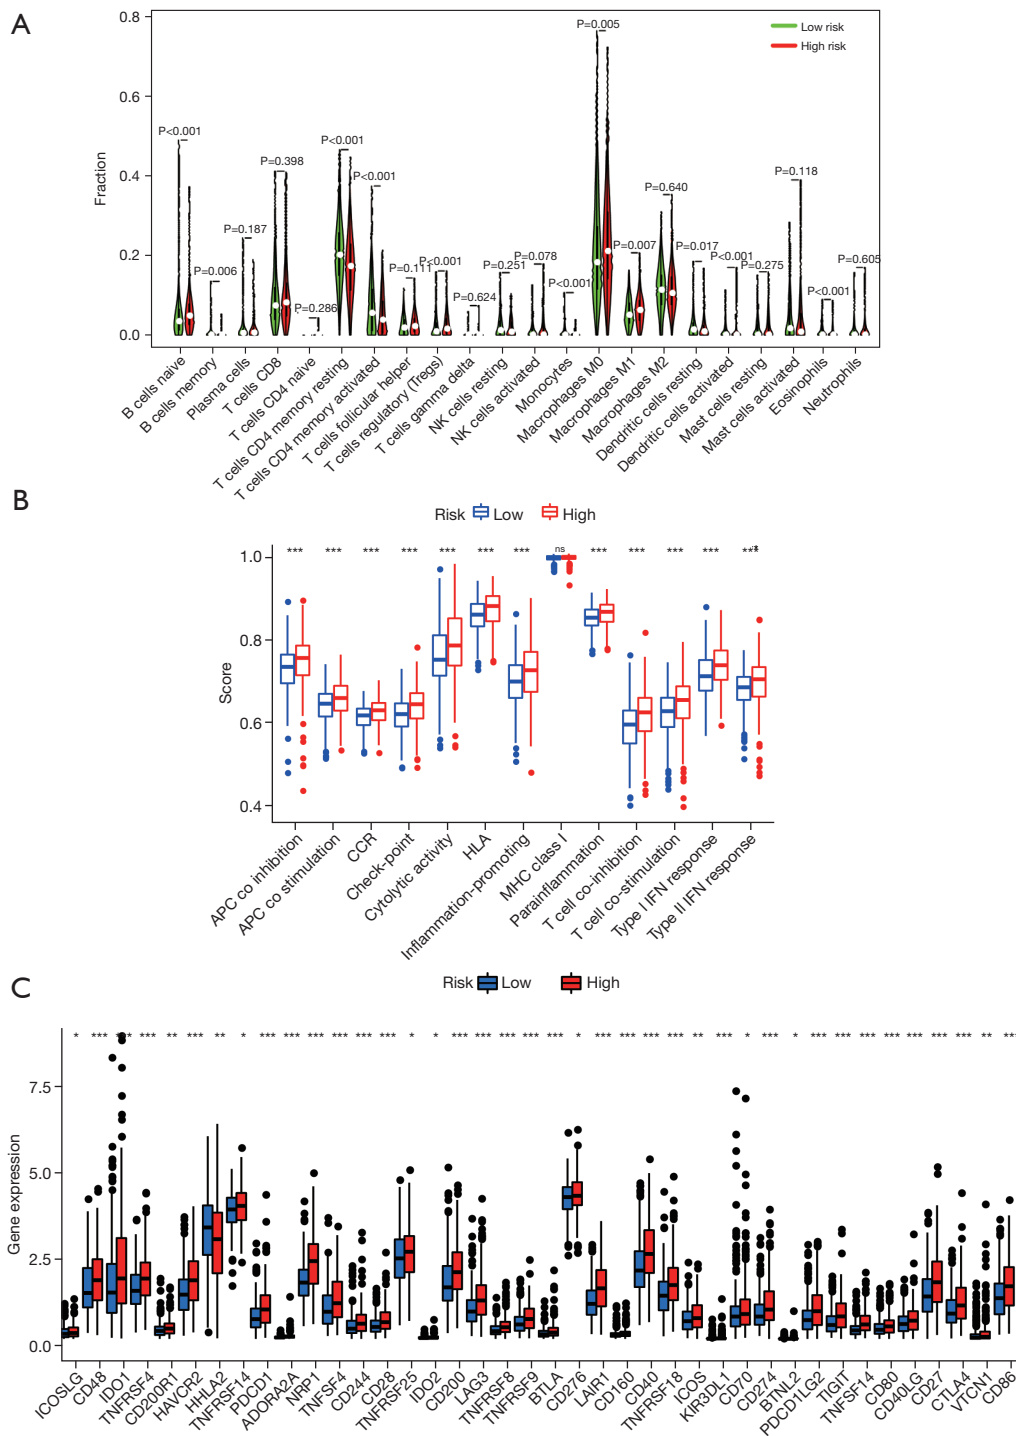 A
0.8
0.6
0.4
0.2
0.0
Fraction
Low risk
High risk
P<0.001
P=0.006
P=0.187
P=0.398
P=0.286
P<0.001
P<0.001
P=0.111
P<0.001
P=0.624
P=0.251
P=0.078
P<0.001
P=0.005
P=0.007
P=0.640
P=0.017
P<0.001
P=0.275
P=0.118
P<0.001
P=0.605
B cells naive
B cells memory
Plasma cells
T cells CD8
T cells CD4 naive
T cells CD4 memory resting
T cells CD4 memory activated
T cells follicular helper
T cells regulatory (Tregs)
T cells gamma delta
NK cells resting
NK cells activated
Monocytes
Macrophages M0
Macrophages M1
Macrophages M2
Dendritic cells resting
Dendritic cells activated
Mast cells resting
Mast cells activated
Eosinophils
Neutrophils
B
Risk Low High
1.0
0.8
0.6
0.4
Score
*** *** *** *** *** *** *** ns *** *** *** *** ***
APC co inhibition
APC co stimulation
CCR
Check-point
Cytolytic activity
HLA
Inflammation-promoting
MHC class I
Parainflammation
T cell co-inhibition
T cell co-stimulation
Type I IFN response
Type II IFN response
C
Risk Low High
7.5
5.0
2.5
0.0
Gene expression
* *** *** *** ** *** ** * *** *** *** *** *** *** * * *** *** *** *** *** * *** *** *** *** ** *** * *** * *** *** *** *** *** *** *** ** ***
ICOSLG
CD48
IDO1
TNFRSF4
CD200R1
HAVCR2
HHLA2
TNFRSF14
PDCD1
ADORA2A
NRP1
TNFSF4
CD244
CD28
TNFRSF25
IDO2
CD200
LAG3
TNFRSF8
TNFRSF9
BTLA
CD276
LAIR1
CD160
CD40
TNFRSF18
ICOS
KIR3DL1
CD70
CD274
BTNL2
PDCD1LG2
TIGIT
TNFSF14
CD80
CD40LG
CD27
CTLA4
VTCN1
CD86